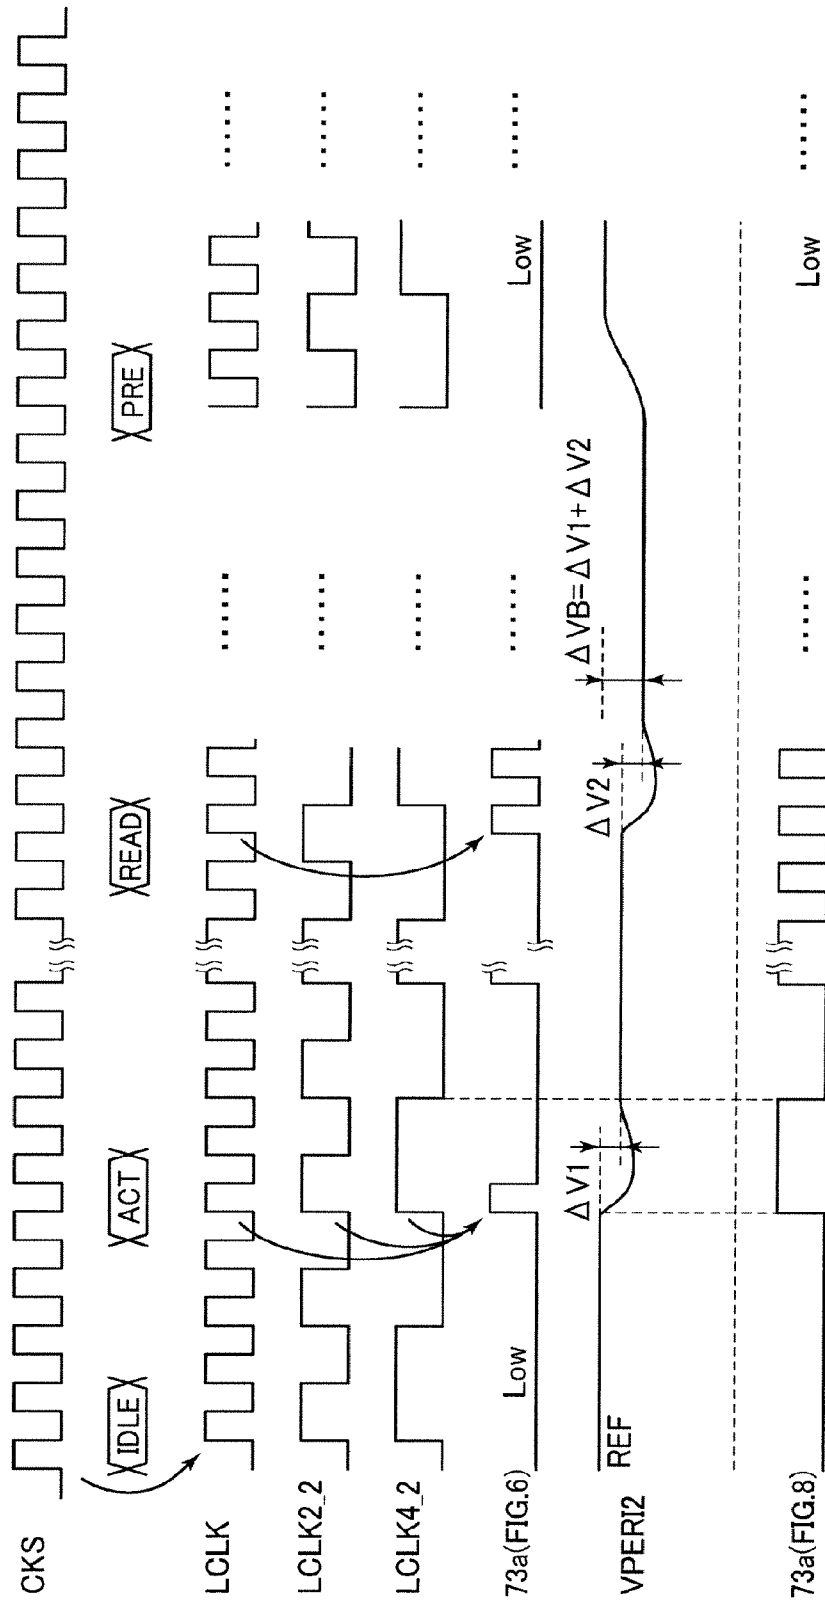 CKS
IDLE ACT READ PRE
LCLK ...... ......
LCLK2_2 ...... ......
LCLK4_2 ...... ......
73a(FIG.6) Low ...... Low ......
VPERI2 REF ΔV1 ΔV2 ΔVB=ΔV1+ΔV2
73a(FIG.8) ...... Low ......